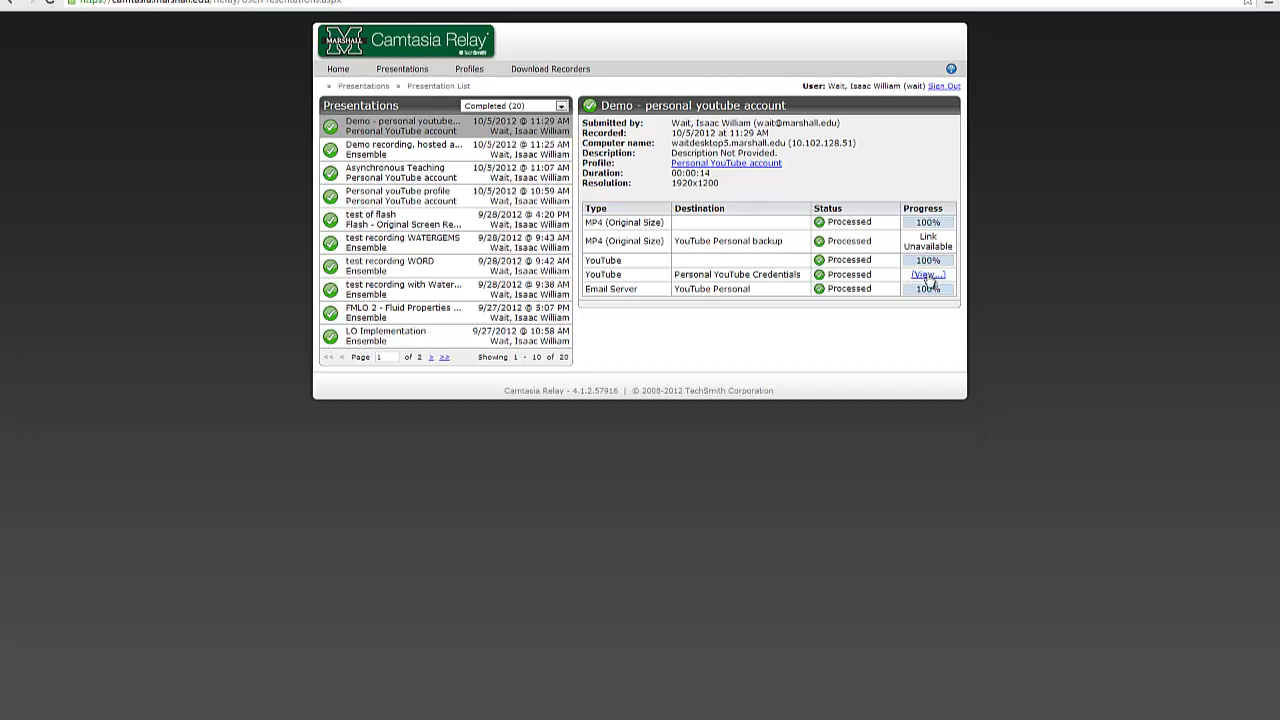 https://camtasia.marshall.edu/Relay/UserPresentations.aspx
MARSHALL Camtasia Relay
TechSmith
Home Presentations Profiles Download Recorders
» Presentations » Presentation List User: Wait, Isaac William (wait) Sign Out
Presentations Completed (20)
Demo - personal youtube... 10/5/2012 @ 11:29 AM
Personal YouTube account Wait, Isaac William
Demo recording, hosted a... 10/5/2012 @ 11:25 AM
Ensemble Wait, Isaac William
Asynchronous Teaching 10/5/2012 @ 11:07 AM
Personal YouTube account Wait, Isaac William
Personal youTube profile 10/5/2012 @ 10:59 AM
Personal YouTube account Wait, Isaac William
test of flash 9/28/2012 @ 4:20 PM
Flash - Original Screen Re... Wait, Isaac William
test recording WATERGEMS 9/28/2012 @ 9:43 AM
Ensemble Wait, Isaac William
test recording WORD 9/28/2012 @ 9:42 AM
Ensemble Wait, Isaac William
test recording with Water... 9/28/2012 @ 9:38 AM
Ensemble Wait, Isaac William
FMLO 2 - Fluid Properties ... 9/27/2012 @ 5:07 PM
Ensemble Wait, Isaac William
LO Implementation 9/27/2012 @ 10:58 AM
Ensemble Wait, Isaac William
<< < Page 1 of 2 > >> Showing 1 - 10 of 20
Demo - personal youtube account
Submitted by: Wait, Isaac William (wait@marshall.edu)
Recorded: 10/5/2012 at 11:29 AM
Computer name: waitdesktop5.marshall.edu (10.102.128.51)
Description: Description Not Provided.
Profile: Personal YouTube account
Duration: 00:00:14
Resolution: 1920x1200
Type Destination Status Progress
MP4 (Original Size) Processed 100%
MP4 (Original Size) YouTube Personal backup Processed Link Unavailable
YouTube Processed 100%
YouTube Personal YouTube Credentials Processed (View...)
Email Server YouTube Personal Processed 100%
Camtasia Relay - 4.1.2.57916 | © 2008-2012 TechSmith Corporation